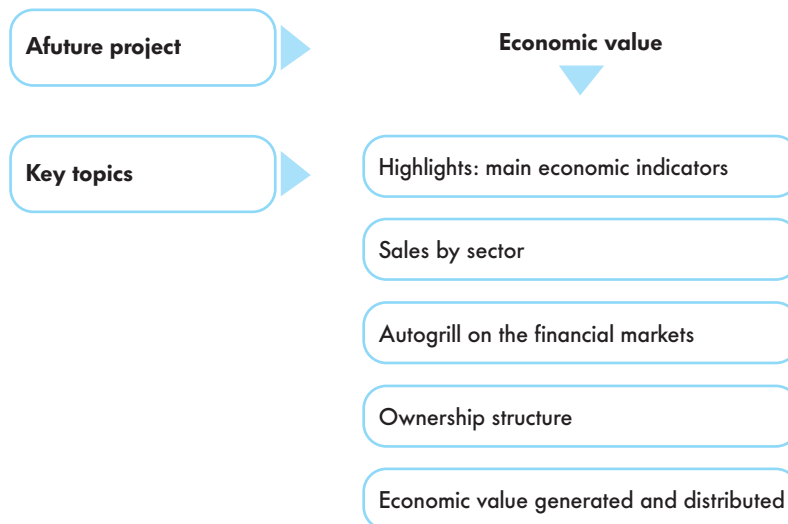 Afuture project
Economic value
Key topics
Highlights: main economic indicators
Sales by sector
Autogrill on the financial markets
Ownership structure
Economic value generated and distributed